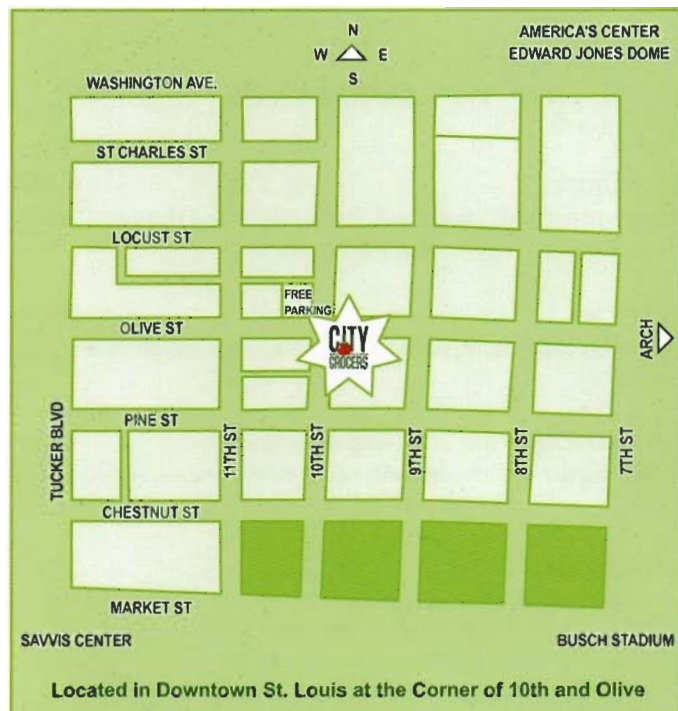 N
AMERICA'S CENTER
W E
EDWARD JONES DOME
S
WASHINGTON AVE.
ST CHARLES ST
LOCUST ST
FREE
PARKING
OLIVE ST
CITY
GROCERS
ARCH
PINE ST
TUCKER BLVD
11TH ST
10TH ST
9TH ST
8TH ST
7TH ST
CHESTNUT ST
MARKET ST
SAVVIS CENTER
BUSCH STADIUM
Located in Downtown St. Louis at the Corner of 10th and Olive